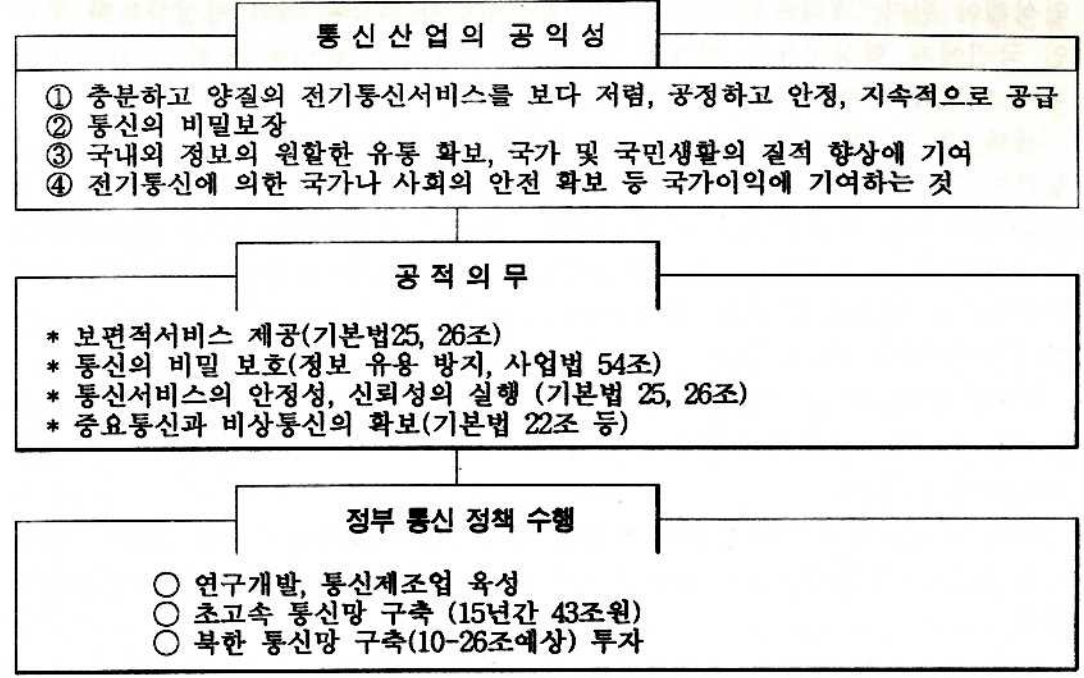 통신산업의 공익성
① 충분하고 양질의 전기통신서비스를 보다 저렴, 공정하고 안정, 지속적으로 공급
② 통신의 비밀보장
③ 국내외 정보의 원할한 유통 확보, 국가 및 국민생활의 질적 향상에 기여
④ 전기통신에 의한 국가나 사회의 안전 확보 등 국가이익에 기여하는 것
공적의무
* 보편적서비스 제공(기본법25, 26조)
* 통신의 비밀 보호(정보 유용 방지, 사업법 54조)
* 통신서비스의 안정성, 신뢰성의 실행 (기본법 25, 26조)
* 중요통신과 비상통신의 확보(기본법 22조 등)
정부 통신 정책 수행
○ 연구개발, 통신제조업 육성
○ 초고속 통신망 구축 (15년간 43조원)
○ 북한 통신망 구축(10-26조예상) 투자